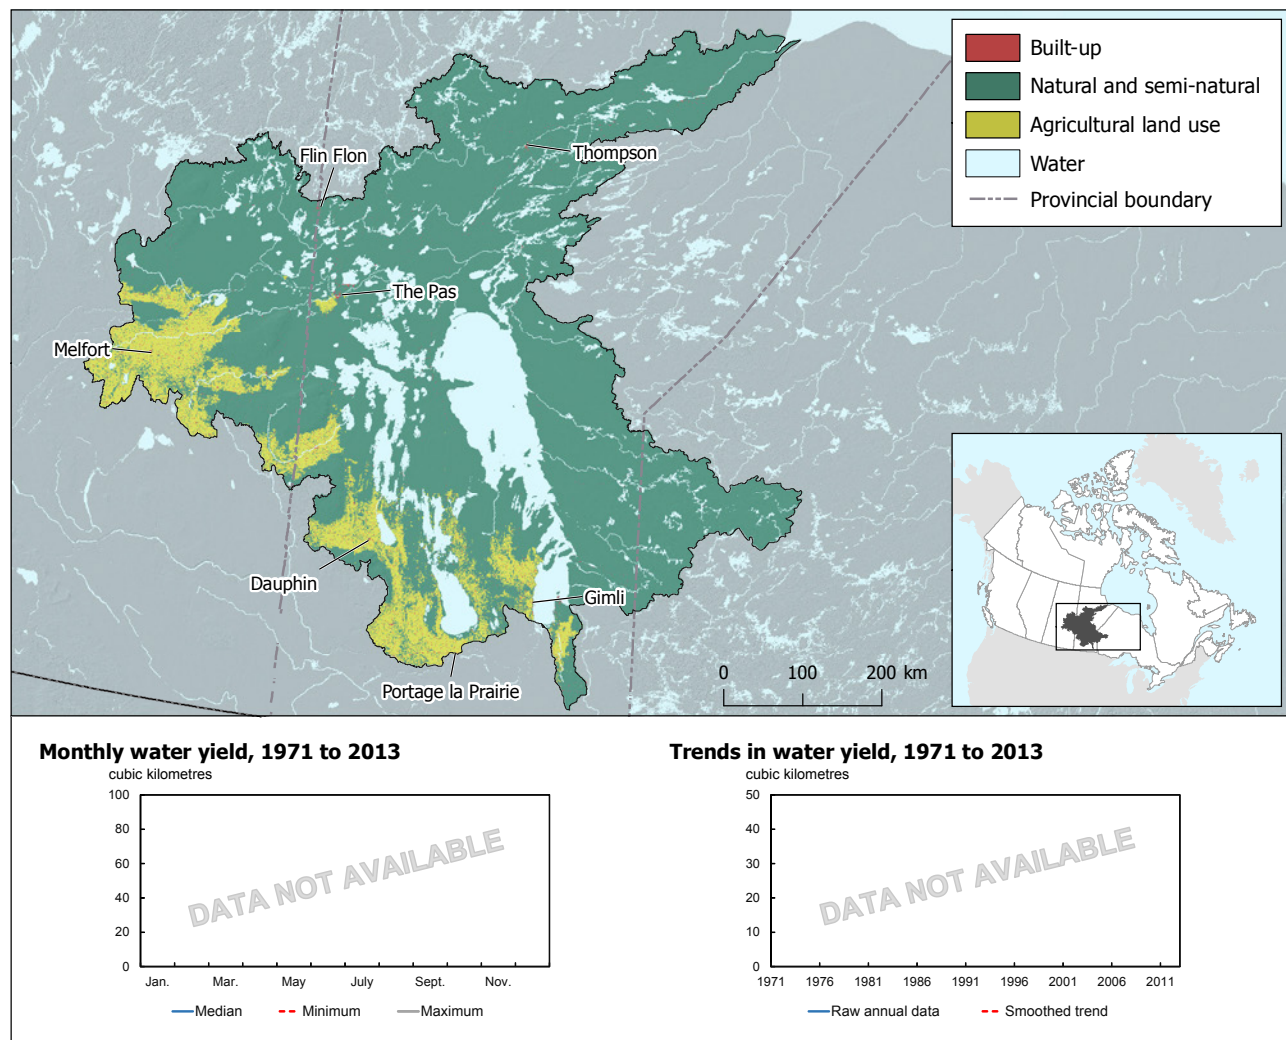 Built-up
Natural and semi-natural
Agricultural land use
Water
Provincial boundary
Flin Flon
Thompson
The Pas
Melfort
Dauphin
Gimli
Portage la Prairie
0 100 200 km
Monthly water yield, 1971 to 2013
cubic kilometres
100
80
60
40
20
0
DATA NOT AVAILABLE
Jan. Mar. May July Sept. Nov.
Median Minimum Maximum
Trends in water yield, 1971 to 2013
cubic kilometres
50
40
30
20
10
0
DATA NOT AVAILABLE
1971 1976 1981 1986 1991 1996 2001 2006 2011
Raw annual data Smoothed trend